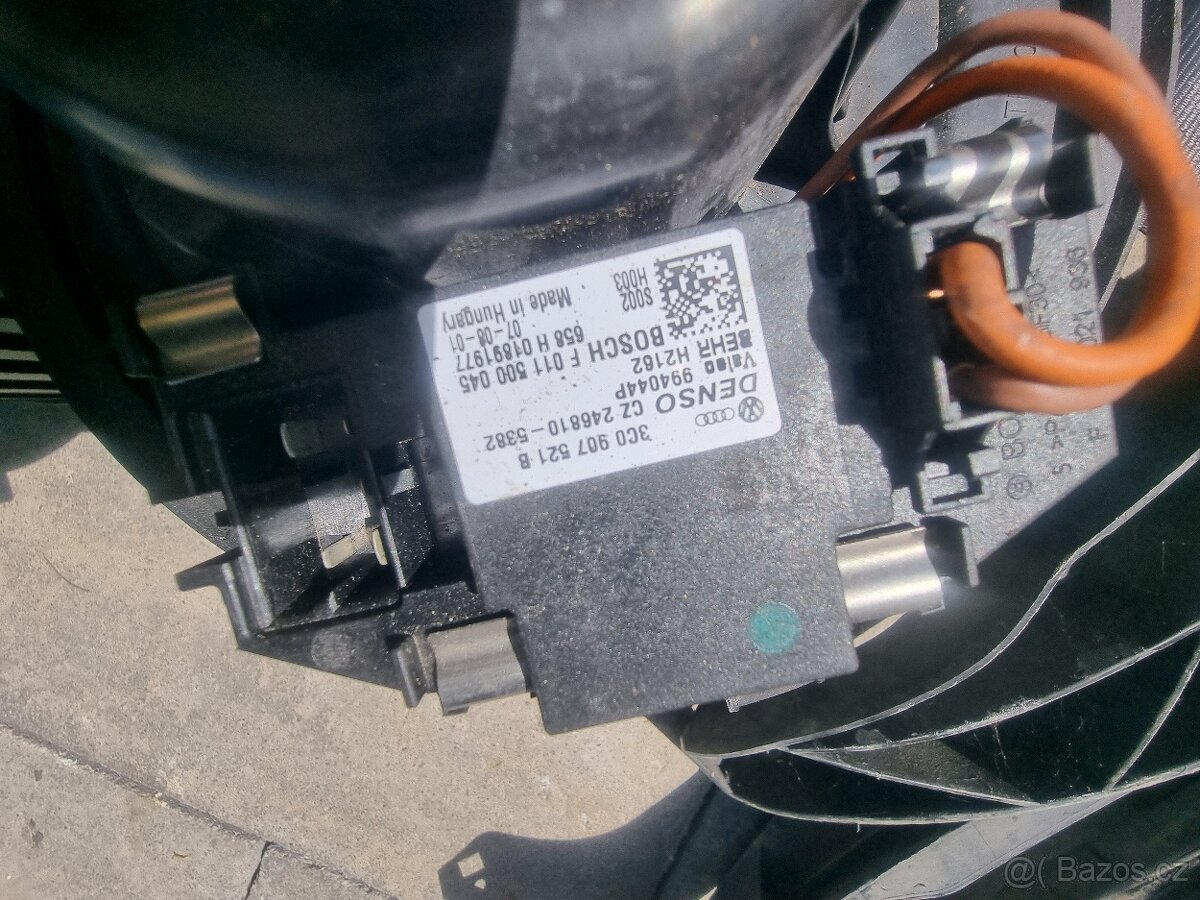 3C0 907 521 B
DENSO CZ 246810-5382
Valeo 994044P
BEHR H2162
BOSCH F 011 500 045
658 H 01891977
07-08-01
S002
H003
Made in Hungary
@( Bazos.cz